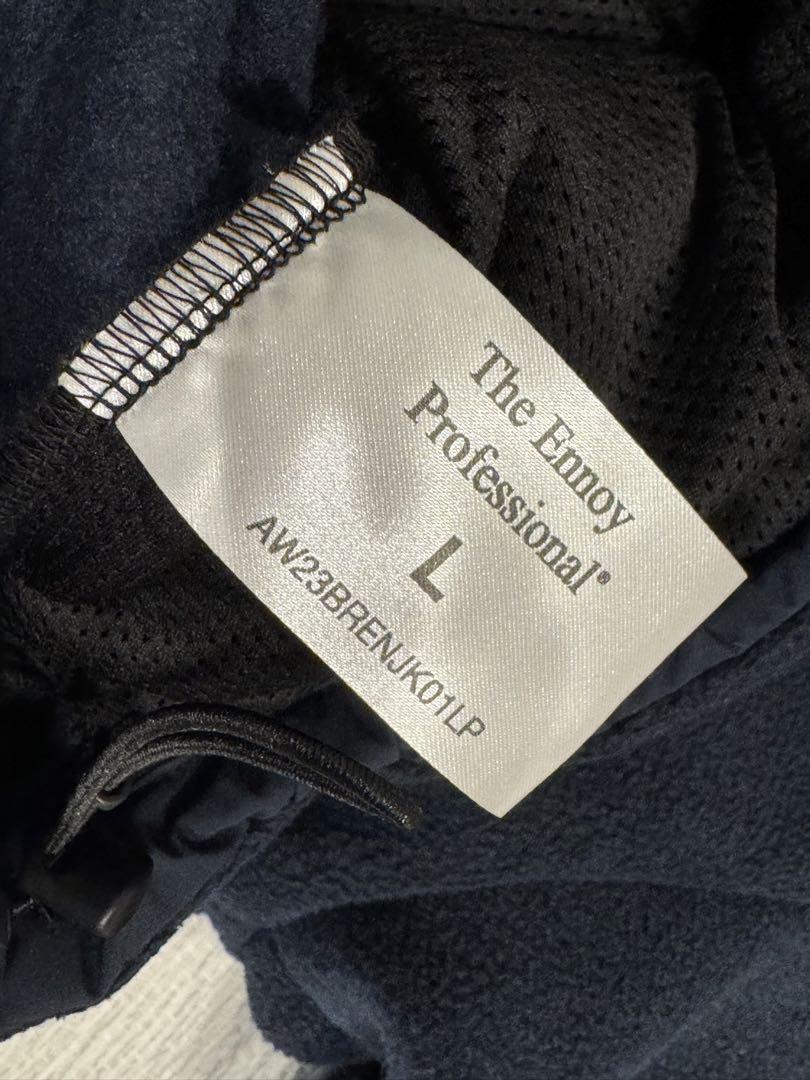 The Ennoy
Professional®
L
AW23BRENJK01LP